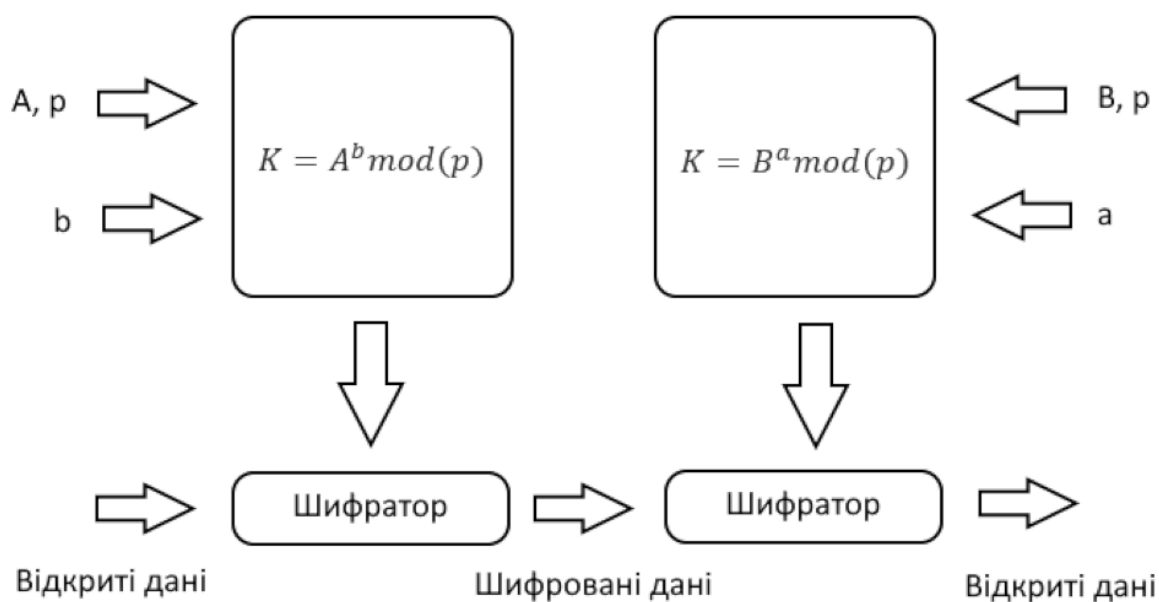 A, p
K = A^b mod(p)
K = B^a mod(p)
B, p
b
a
Шифратор
Шифратор
Відкриті дані
Шифровані дані
Відкриті дані